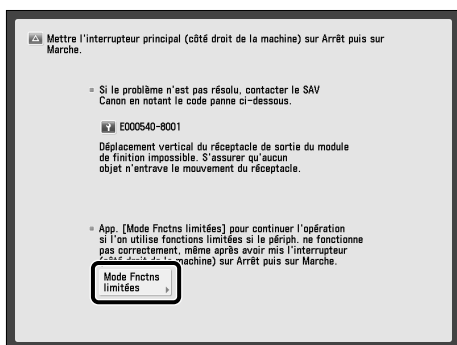 Mettre l'interrupteur principal (côté droit de la machine) sur Arrêt puis sur
Marche.
Si le problème n'est pas résolu, contacter le SAV
Canon en notant le code panne ci-dessous.
E000540-8001
Déplacement vertical du réceptacle de sortie du module
de finition impossible. S'assurer qu'aucun
objet n'entrave le mouvement du réceptacle.
App. [Mode Fnctns limitées] pour continuer l'opération
si l'on utilise fonctions limitées si le périph. ne fonctionne
pas correctement, même après avoir mis l'interrupteur
(côté droit de la machine) sur Arrêt puis sur Marche.
Mode Fnctns
limitées